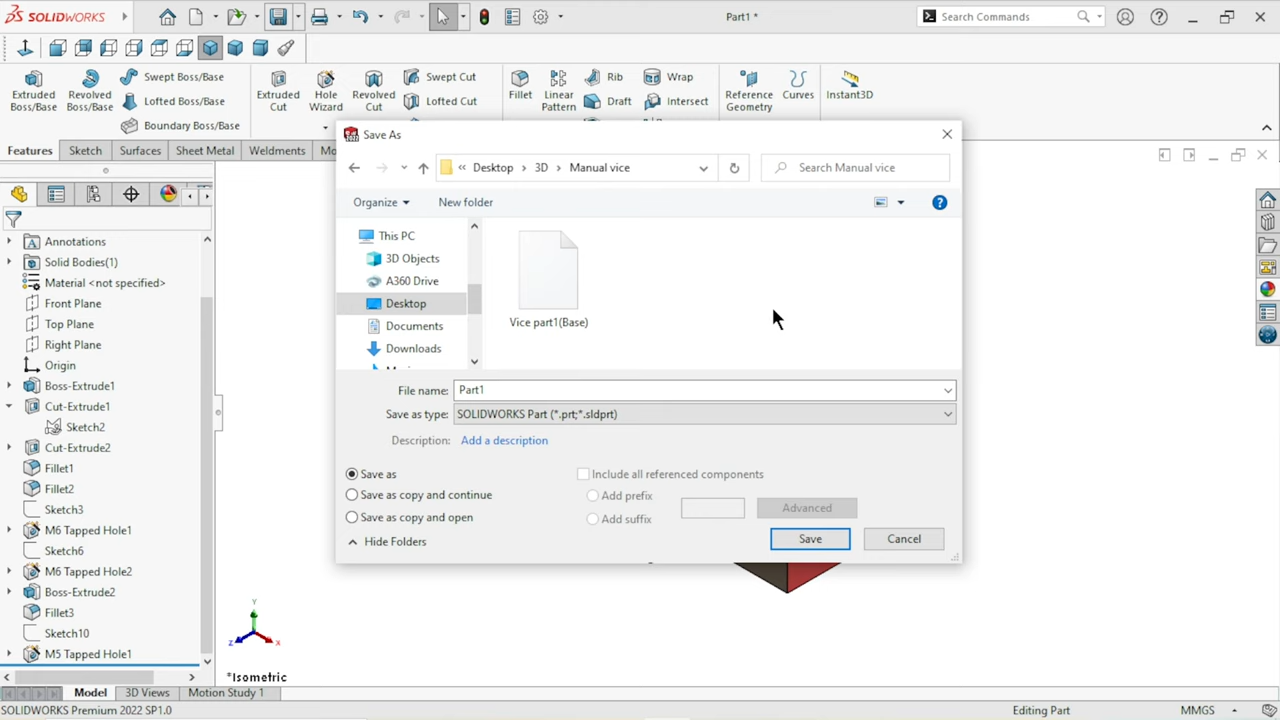 SOLIDWORKS
Part1 *
Search Commands
Extruded Boss/Base
Revolved Boss/Base
Swept Boss/Base
Lofted Boss/Base
Boundary Boss/Base
Extruded Cut
Hole Wizard
Revolved Cut
Swept Cut
Lofted Cut
Fillet
Linear Pattern
Rib
Draft
Wrap
Intersect
Reference Geometry
Curves
Instant3D
Features
Sketch
Surfaces
Sheet Metal
Weldments
Mo
Save As
« Desktop › 3D › Manual vice
Search Manual vice
Organize
New folder
This PC
3D Objects
A360 Drive
Desktop
Documents
Downloads
Vice part1(Base)
File name: Part1
Save as type: SOLIDWORKS Part (*.prt;*.sldprt)
Description: Add a description
Save as
Save as copy and continue
Save as copy and open
Include all referenced components
Add prefix
Add suffix
Advanced
Hide Folders
Save
Cancel
Annotations
Solid Bodies(1)
Material <not specified>
Front Plane
Top Plane
Right Plane
Origin
Boss-Extrude1
Cut-Extrude1
Sketch2
Cut-Extrude2
Fillet1
Fillet2
Sketch3
M6 Tapped Hole1
Sketch6
M6 Tapped Hole2
Boss-Extrude2
Fillet3
Sketch10
M5 Tapped Hole1
Y
Z
X
*Isometric
Model
3D Views
Motion Study 1
SOLIDWORKS Premium 2022 SP1.0
Editing Part
MMGS